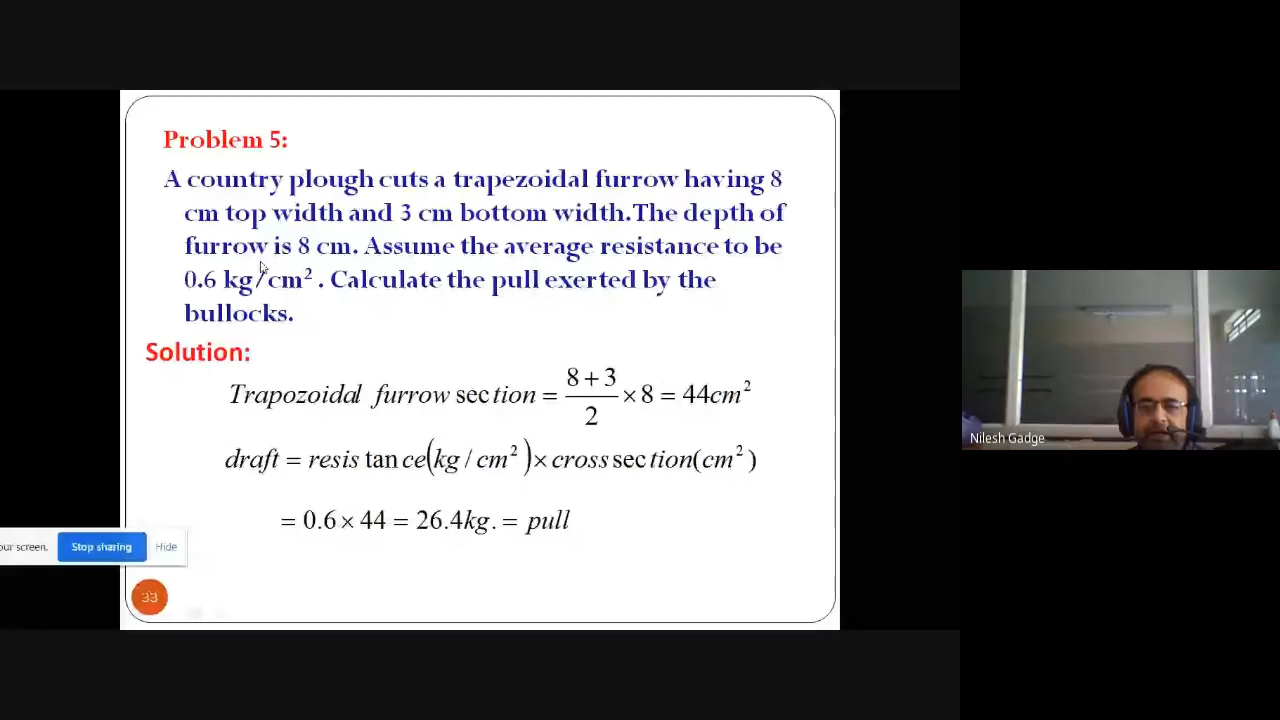 Problem 5:
A country plough cuts a trapezoidal furrow having 8
cm top width and 3 cm bottom width.The depth of
furrow is 8 cm. Assume the average resistance to be
0.6 kg/cm² . Calculate the pull exerted by the
bullocks.
Solution:
Trapozoidal furrow section = (8 + 3)/2 × 8 = 44cm²
draft = resistance(kg / cm²) × cross section(cm²)
= 0.6 × 44 = 26.4kg. = pull
our screen. Stop sharing Hide
33
Nilesh Gadge